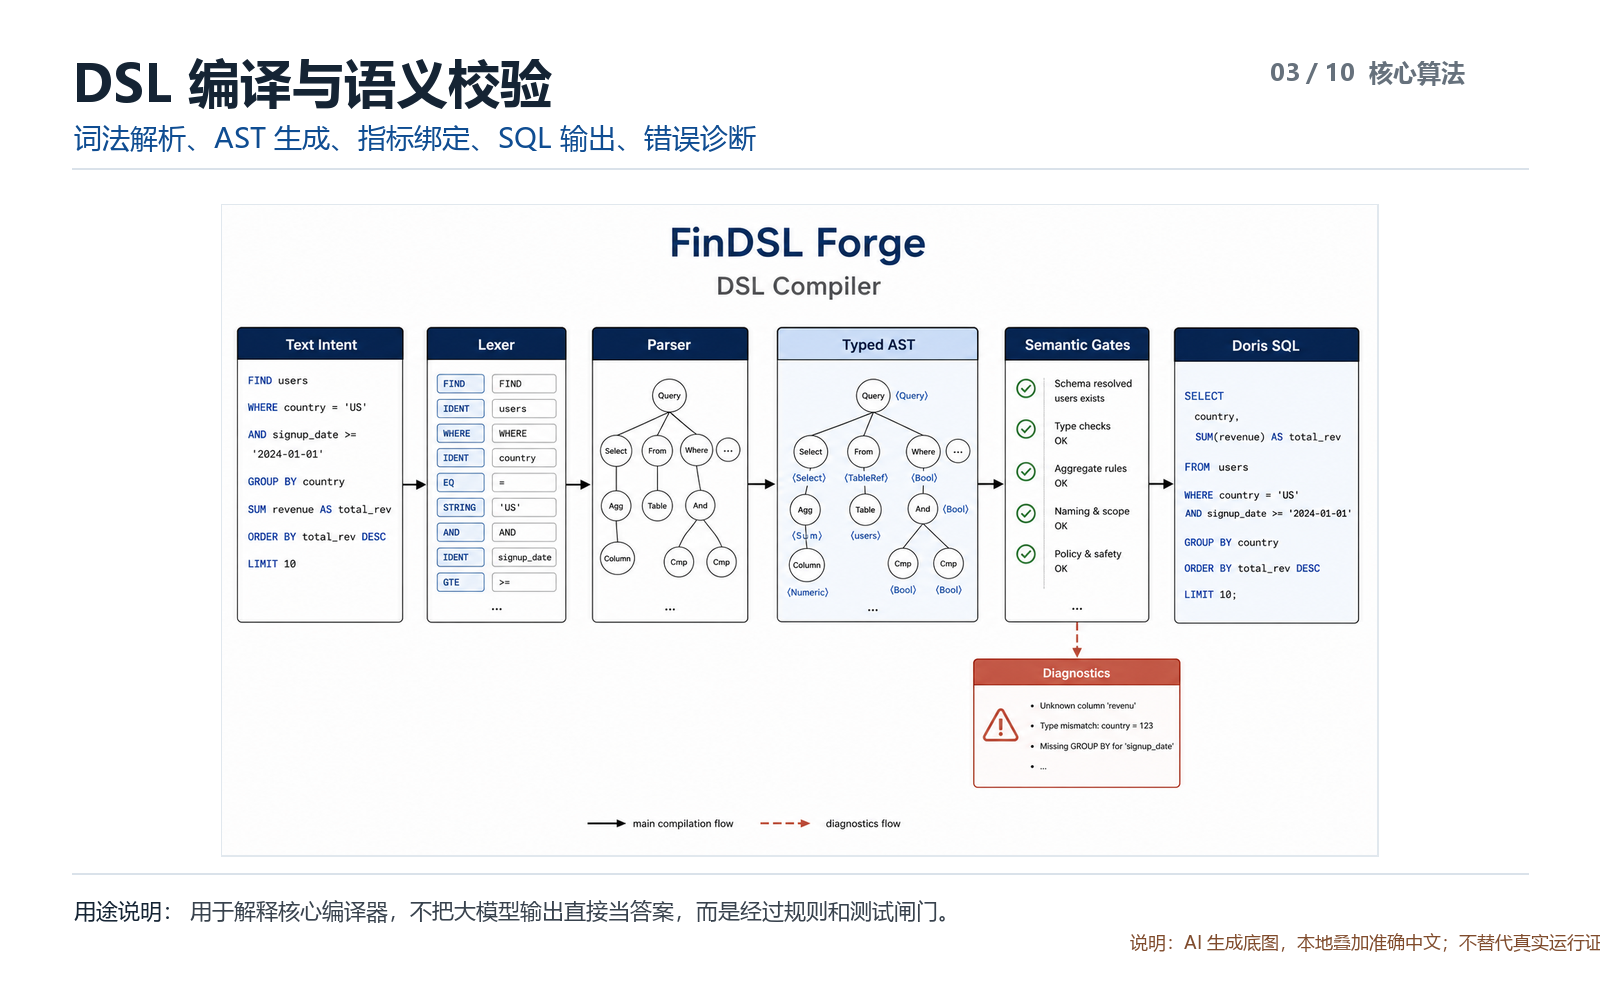 DSL 编译与语义校验
03 / 10 核心算法
词法解析、AST 生成、指标绑定、SQL 输出、错误诊断
FinDSL Forge
DSL Compiler
Text Intent
FIND users
WHERE country = 'US'
AND signup_date >=
'2024-01-01'
GROUP BY country
SUM revenue AS total_rev
ORDER BY total_rev DESC
LIMIT 10
Lexer
FIND FIND
IDENT users
WHERE WHERE
IDENT country
EQ =
STRING 'US'
AND AND
IDENT signup_date
GTE >=
...
Parser
Query
Select From Where ...
Agg Table And
Column Cmp Cmp
...
Typed AST
Query ⟨Query⟩
Select From Where ...
⟨Select⟩ ⟨TableRef⟩ ⟨Bool⟩
Agg Table And ⟨Bool⟩
⟨Sum⟩ ⟨users⟩
Column Cmp Cmp
⟨Numeric⟩ ⟨Bool⟩ ⟨Bool⟩
...
Semantic Gates
Schema resolved
users exists
Type checks
OK
Aggregate rules
OK
Naming & scope
OK
Policy & safety
OK
...
Doris SQL
SELECT
country,
SUM(revenue) AS total_rev
FROM users
WHERE country = 'US'
AND signup_date >= '2024-01-01'
GROUP BY country
ORDER BY total_rev DESC
LIMIT 10;
Diagnostics
• Unknown column 'revenu'
• Type mismatch: country = 123
• Missing GROUP BY for 'signup_date'
• ...
main compilation flow
diagnostics flow
用途说明： 用于解释核心编译器，不把大模型输出直接当答案，而是经过规则和测试闸门。
说明：AI 生成底图，本地叠加准确中文；不替代真实运行证